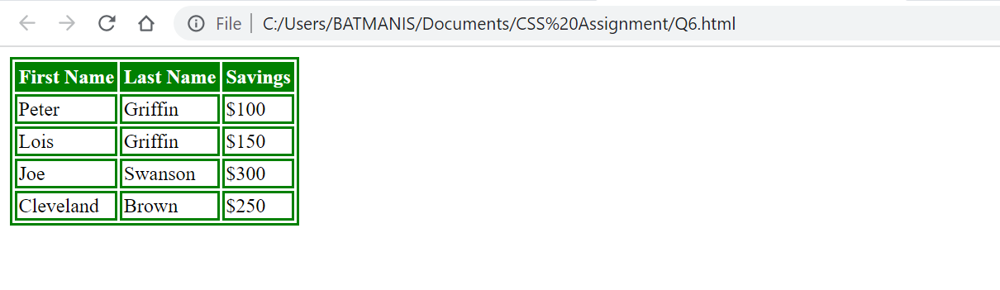 File | C:/Users/BATMANIS/Documents/CSS%20Assignment/Q6.html
First Name Last Name Savings
Peter Griffin $100
Lois Griffin $150
Joe Swanson $300
Cleveland Brown $250